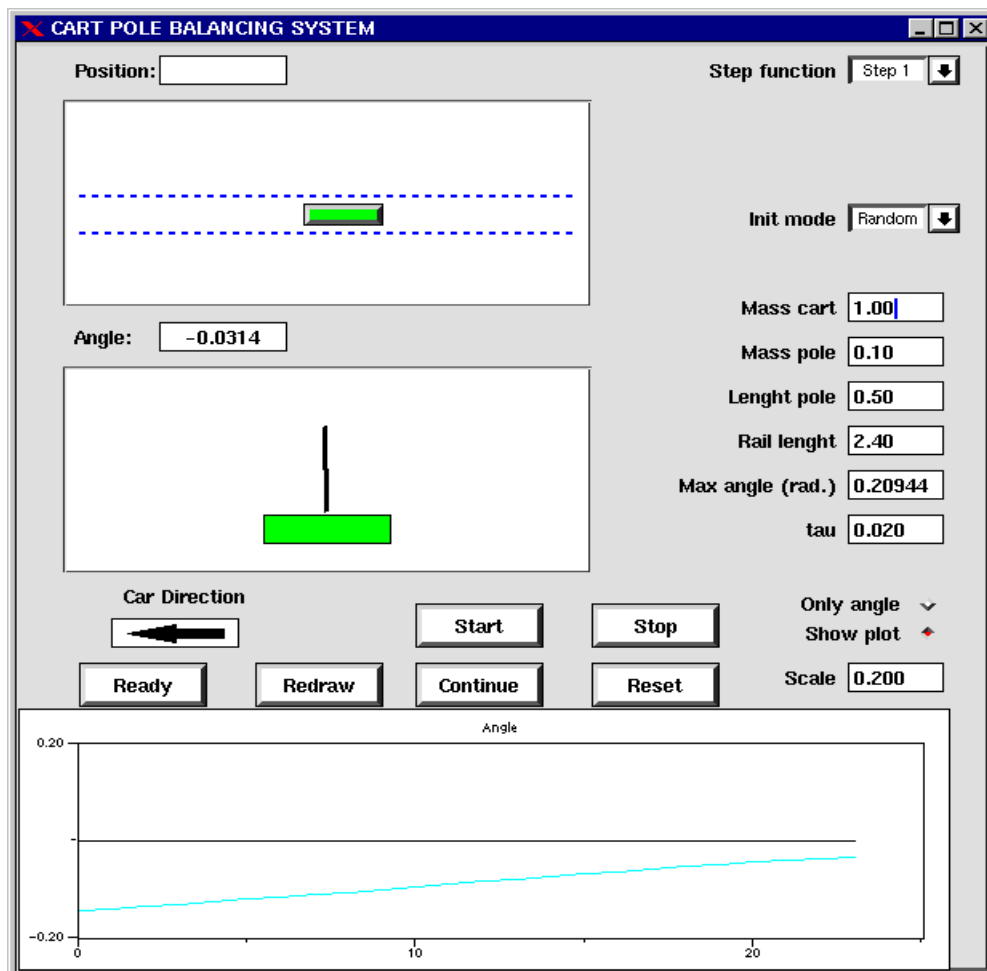 CART POLE BALANCING SYSTEM
Position:
Step function Step 1
Init mode Random
Angle: -0.0314
Mass cart 1.00
Mass pole 0.10
Lenght pole 0.50
Rail lenght 2.40
Max angle (rad.) 0.20944
tau 0.020
Car Direction
Start Stop
Only angle
Show plot
Ready Redraw Continue Reset
Scale 0.200
Angle
0.20
-
-0.20
0 10 20